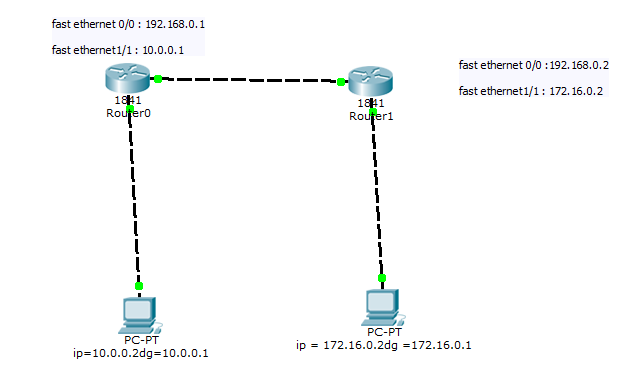 fast ethernet 0/0 : 192.168.0.1
fast ethernet1/1 : 10.0.0.1
fast ethernet 0/0 :192.168.0.2
fast ethernet1/1 : 172.16.0.2
1841
Router0
1841
Router1
PC-PT
ip=10.0.0.2dg=10.0.0.1
PC-PT
ip = 172.16.0.2dg =172.16.0.1